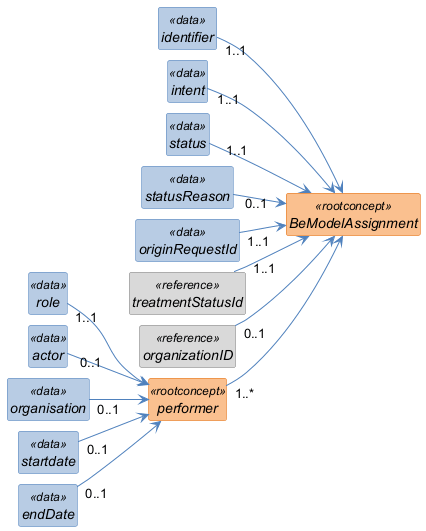 «data»
identifier
1..1
«data»
intent
1..1
«data»
status
1..1
«data»
statusReason
0..1
«rootconcept»
BeModelAssignment
«data»
originRequestId
1..1
«reference»
treatmentStatusId
1..1
«reference»
organizationID
0..1
«data»
role
1..1
«data»
actor
0..1
«data»
organisation
0..1
«rootconcept»
performer
1..*
«data»
startdate
0..1
«data»
endDate
0..1